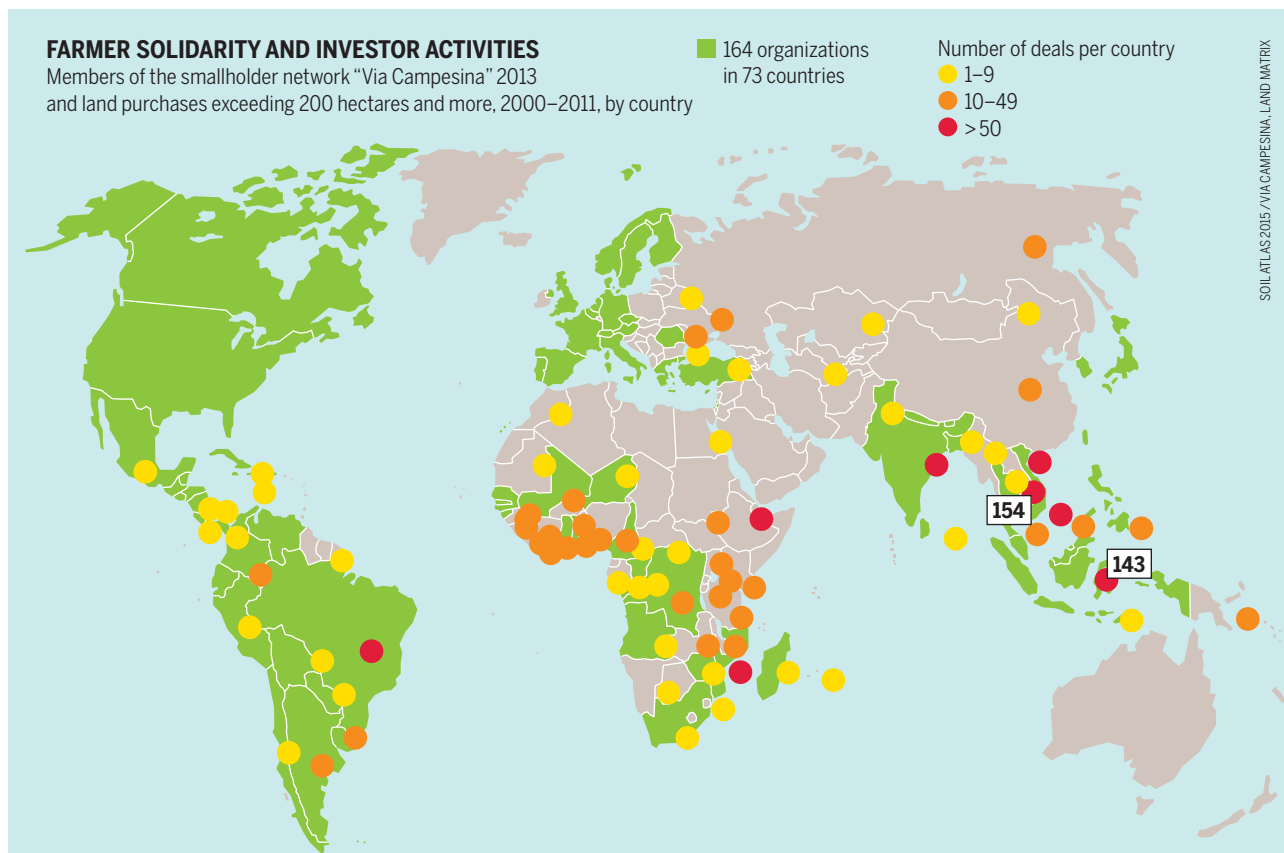 FARMER SOLIDARITY AND INVESTOR ACTIVITIES
Members of the smallholder network “Via Campesina” 2013
and land purchases exceeding 200 hectares and more, 2000–2011, by country
164 organizations
in 73 countries
Number of deals per country
1–9
10–49
> 50
SOIL ATLAS 2015 / VIA CAMPESINA, LAND MATRIX
154
143